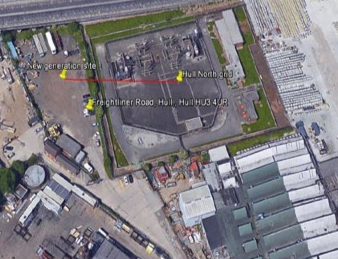 New generation site
Hull North grid
Freightliner Road, Hull, Hull HU3 4UR